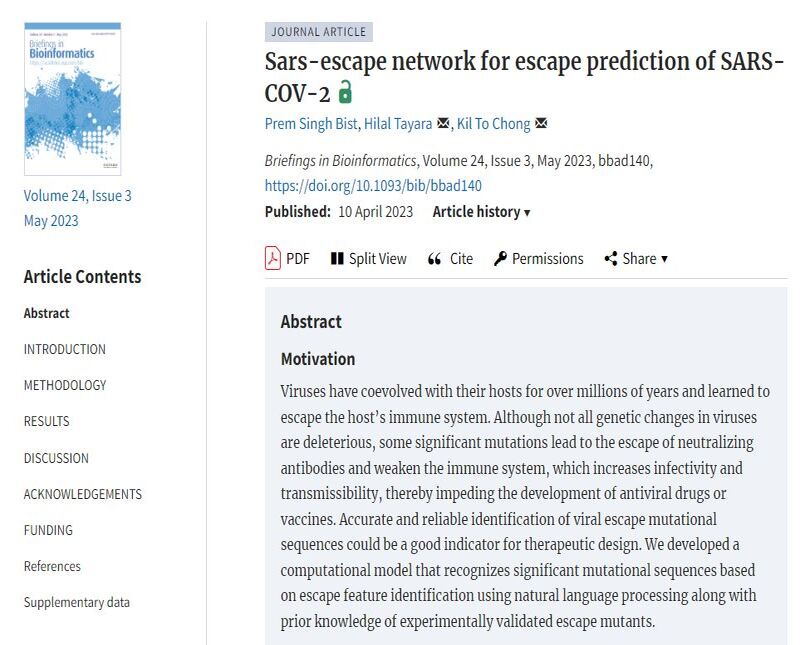 Briefings in
Bioinformatics
Volume 24, Issue 3
May 2023
Article Contents
Abstract
INTRODUCTION
METHODOLOGY
RESULTS
DISCUSSION
ACKNOWLEDGEMENTS
FUNDING
References
Supplementary data
JOURNAL ARTICLE
Sars-escape network for escape prediction of SARS-
COV-2
Prem Singh Bist, Hilal Tayara, Kil To Chong
Briefings in Bioinformatics, Volume 24, Issue 3, May 2023, bbad140,
https://doi.org/10.1093/bib/bbad140
Published: 10 April 2023 Article history
PDF Split View Cite Permissions Share
Abstract
Motivation
Viruses have coevolved with their hosts for over millions of years and learned to
escape the host’s immune system. Although not all genetic changes in viruses
are deleterious, some significant mutations lead to the escape of neutralizing
antibodies and weaken the immune system, which increases infectivity and
transmissibility, thereby impeding the development of antiviral drugs or
vaccines. Accurate and reliable identification of viral escape mutational
sequences could be a good indicator for therapeutic design. We developed a
computational model that recognizes significant mutational sequences based
on escape feature identification using natural language processing along with
prior knowledge of experimentally validated escape mutants.